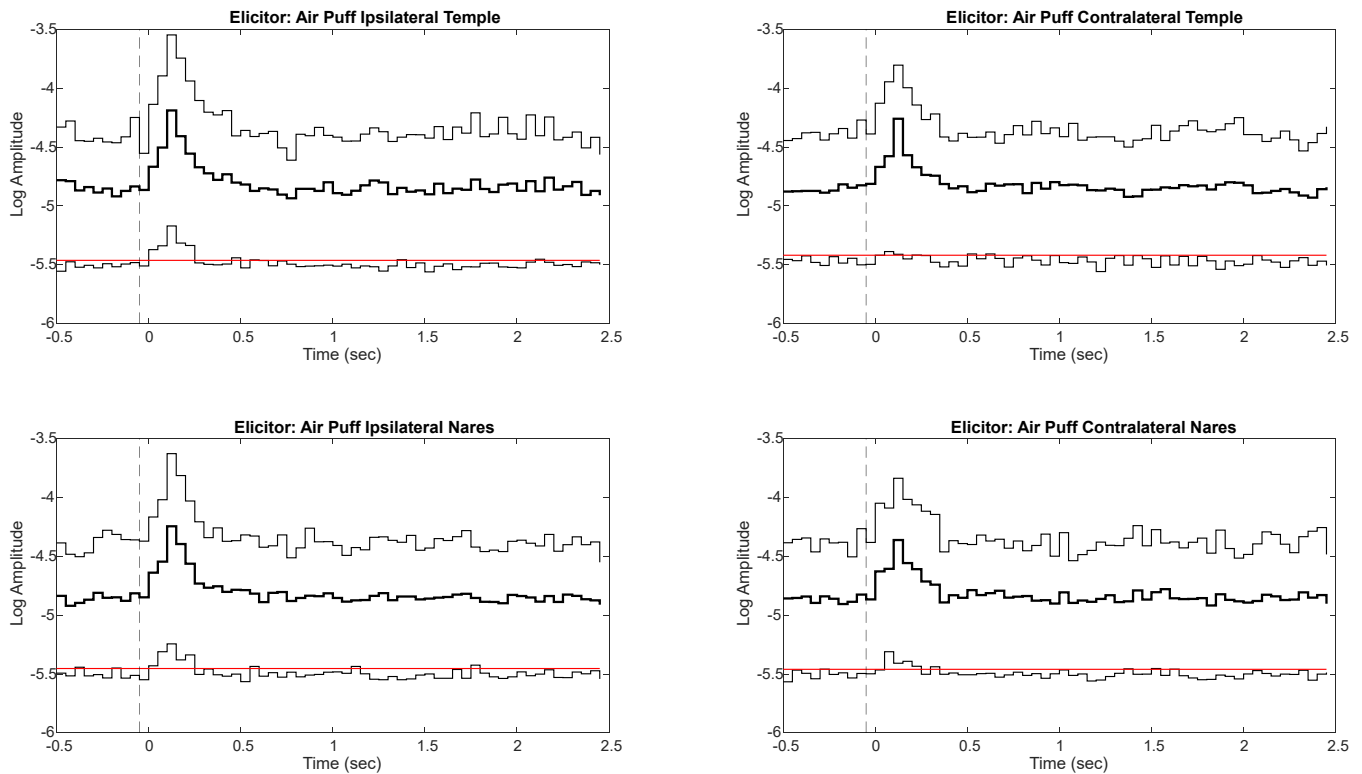 Elicitor: Air Puff Ipsilateral Temple
-3.5
-4
-4.5
-5
-5.5
-6
Log Amplitude
-0.5 0 0.5 1 1.5 2 2.5
Time (sec)
Elicitor: Air Puff Contralateral Temple
-3.5
-4
-4.5
-5
-5.5
-6
Log Amplitude
-0.5 0 0.5 1 1.5 2 2.5
Time (sec)
Elicitor: Air Puff Ipsilateral Nares
-3.5
-4
-4.5
-5
-5.5
-6
Log Amplitude
-0.5 0 0.5 1 1.5 2 2.5
Time (sec)
Elicitor: Air Puff Contralateral Nares
-3.5
-4
-4.5
-5
-5.5
-6
Log Amplitude
-0.5 0 0.5 1 1.5 2 2.5
Time (sec)